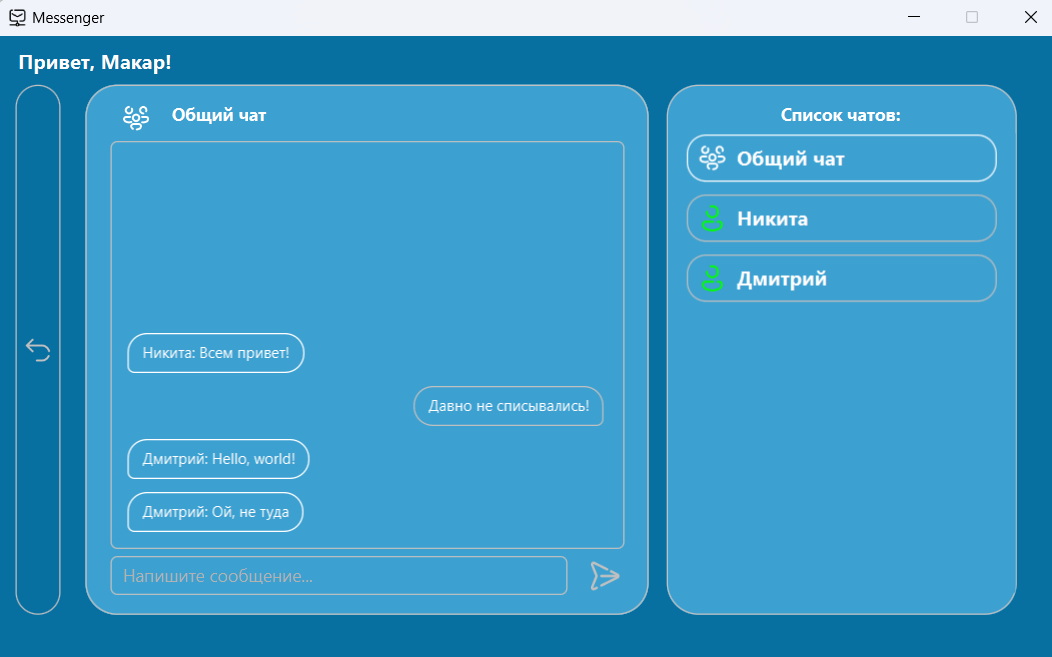 Messenger
Привет, Макар!
Общий чат
Никита: Всем привет!
Давно не списывались!
Дмитрий: Hello, world!
Дмитрий: Ой, не туда
Напишите сообщение...
Список чатов:
Общий чат
Никита
Дмитрий